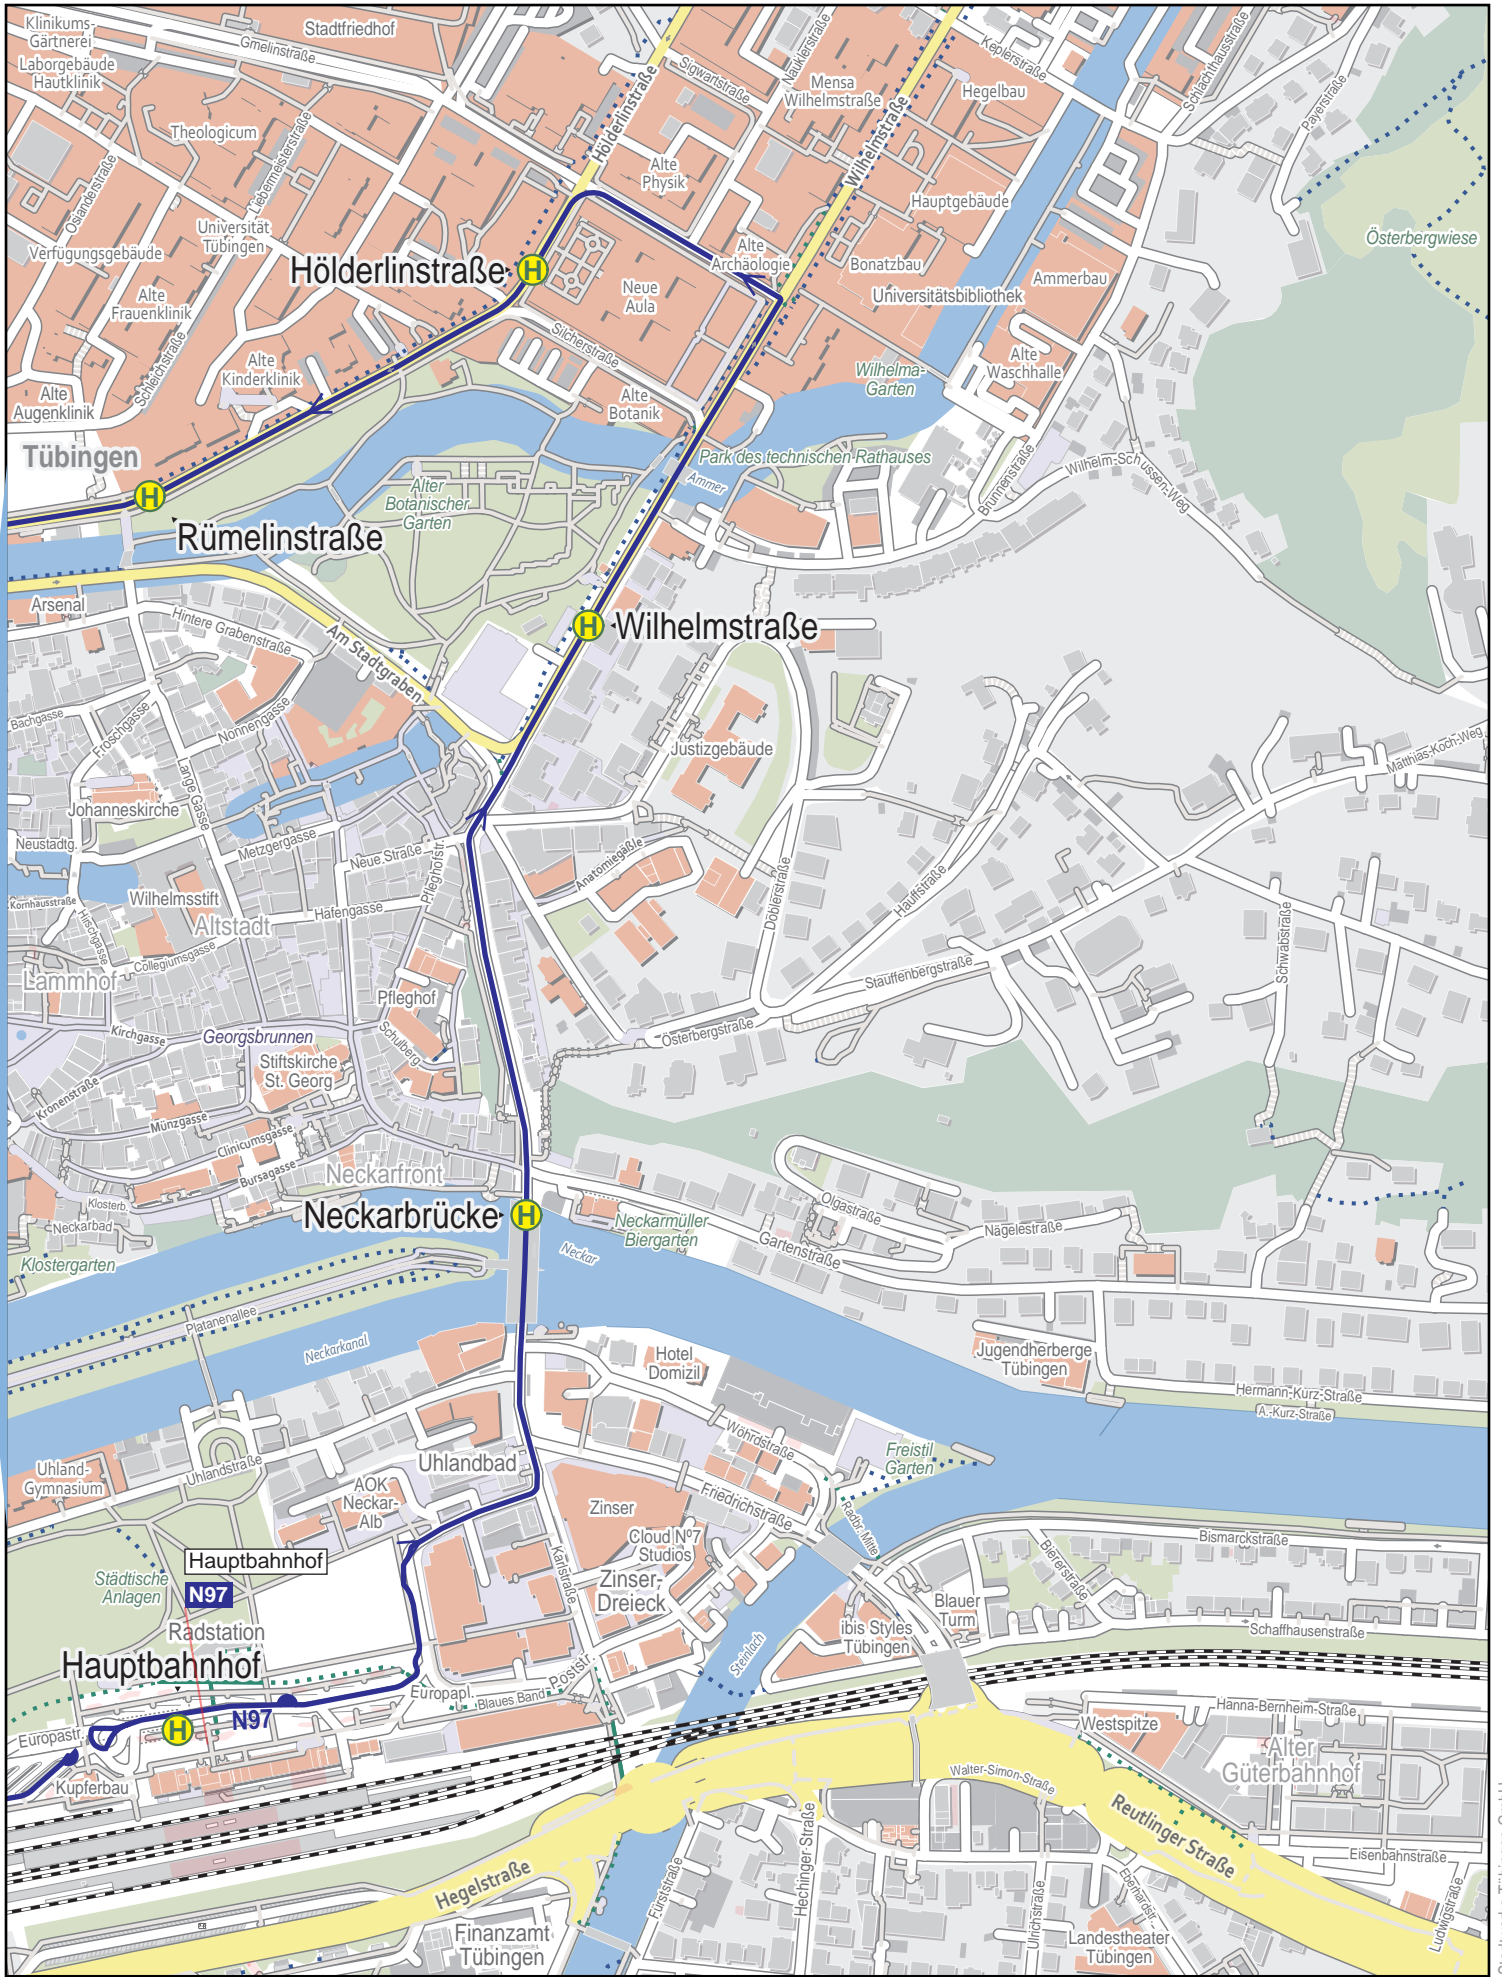 Klinikums-
Gärtnerei
Laborgebäude
Hautklinik
Stadtfriedhof
Gmelinstraße
Hölderlinstraße
Sigwartstraße
Nauklerstraße
Mensa
Wilhelmstraße
Keplerstraße
Hegelbau
Schlachthausstraße
Payerstraße
Theologicum
Liebermeisterstraße
Oslanderstraße
Alte
Physik
Wilhelmstraße
Hauptgebäude
Österbergwiese
Universität
Tübingen
Verfügungsgebäude
Hölderlinstraße
H
Alte
Archäologie
Bonatzbau
Ammerbau
Universitätsbibliothek
Neue
Aula
Alte
Frauenklinik
Schleichstraße
Silcherstraße
Alte
Kinderklinik
Alte
Waschhalle
Wilhelma-
Garten
Alte
Augenklinik
Alte
Botanik
Tübingen
Park des technischen Rathauses
Ammer
Brunnenstraße
Wilhelm-Schussen-Weg
H
Alter
Botanischer
Garten
Rümelinstraße
Arsenal
Hintere Grabenstraße
Am Stadtgraben
H
Wilhelmstraße
Bachgasse
Froschgasse
Nonnengasse
Lange Gasse
Justizgebäude
Matthias-Koch-Weg
Johanneskirche
Neustadtg.
Metzgergasse
Neue Straße
Pfleghofstr.
Anatomiegäßle
Doblerstraße
Hauffstraße
Kornhausstraße
Hirschgasse
Wilhelmsstift
Hafengasse
Altstadt
Schwabstraße
Collegiumsgasse
Lammhof
Stauffenbergstraße
Pfleghof
Schulberg
Kirchgasse
Georgsbrunnen
Österbergstraße
Stiftskirche
St. Georg
Kronenstraße
Münzgasse
Clinicumsgasse
Bursagasse
Neckarfront
Klosterb.
Neckarbad
Neckarbrücke
H
Olgastraße
Neckarmüller
Biergarten
Nägelestraße
Gartenstraße
Neckar
Klostergarten
Platanenallee
Neckarkanal
Hotel
Domizil
Jugendherberge
Tübingen
Hermann-Kurz-Straße
A.-Kurz-Straße
Wöhrdstraße
Freistil
Garten
Uhlandbad
Uhland-
Gymnasium
Uhlandstraße
AOK
Neckar-
Alb
Zinser
Friedrichstraße
Radbr. Mitte
Cloud Nº7
Studios
Bismarckstraße
Karlstraße
Hauptbahnhof
Zinser-
Dreieck
Biererstraße
Städtische
Anlagen
N97
Blauer
Turm
ibis Styles
Tübingen
Schaffhausenstraße
Radstation
Steinlach
Hauptbahnhof
Poststr.
Europapl.
Blaues Band
H
N97
Europastr.
Westspitze
Hanna-Bernheim-Straße
Kupferbau
Alter
Güterbahnhof
Walter-Simon-Straße
Reutlinger Straße
Hegelstraße
Hechinger-Straße
Fürststraße
Ulrichstraße
Eberhardstr.
Eisenbahnstraße
Ludwigstraße
Finanzamt
Tübingen
Landestheater
Tübingen